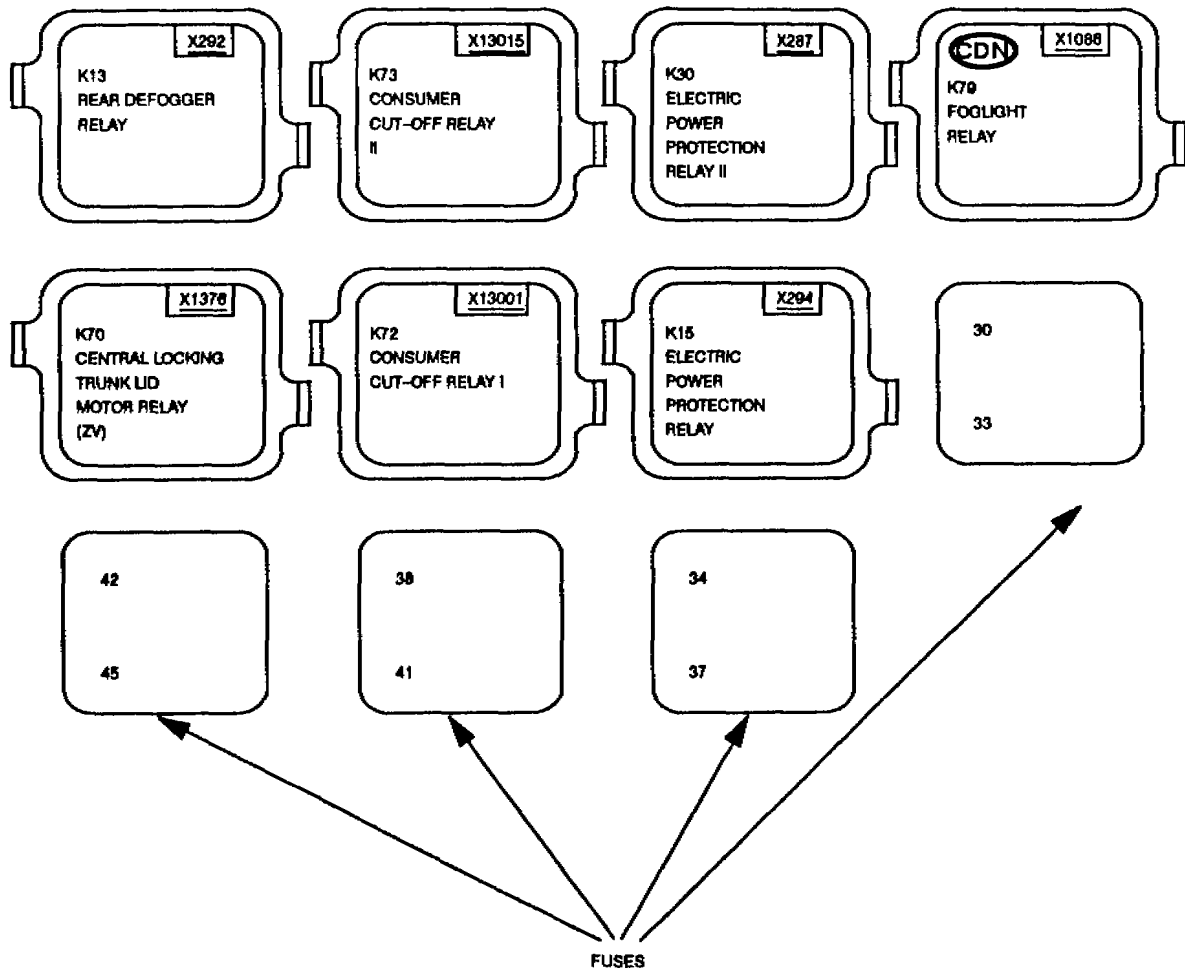 X292
K13
REAR DEFOGGER
RELAY
X13015
K73
CONSUMER
CUT-OFF RELAY
II
X287
K30
ELECTRIC
POWER
PROTECTION
RELAY II
CDN
X1086
K79
FOGLIGHT
RELAY
X1376
K70
CENTRAL LOCKING
TRUNK LID
MOTOR RELAY
(ZV)
X13001
K72
CONSUMER
CUT-OFF RELAY I
X294
K15
ELECTRIC
POWER
PROTECTION
RELAY
30
33
42
45
38
41
34
37
FUSES